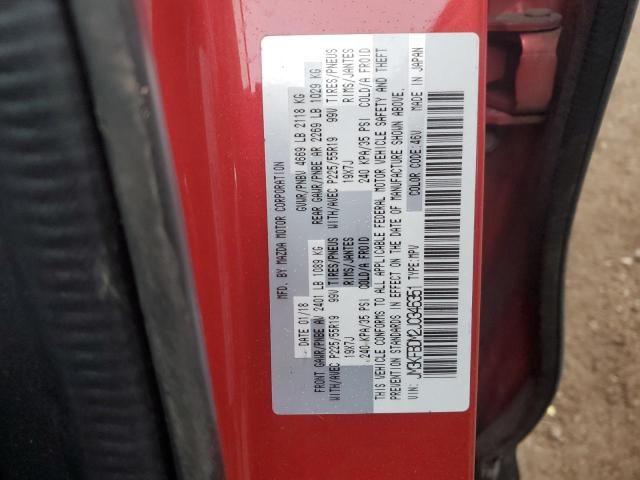 MFD. BY MAZDA MOTOR CORPORATION
DATE 01/18 GVWR/PNBV 4669 LB 2118 KG
FRONT GAWR/PNBE AV 2401 LB 1089 KG REAR GAWR/PNBE AR 2269 LB 1029 KG
WITH/AVEC P225/55R19 99V TIRES/PNEUS WITH/AVEC P225/55R19 99V TIRES/PNEUS
19X7J RIMS/JANTES 19X7J RIMS/JANTES
240 KPA/35 PSI COLD/A FROID 240 KPA/35 PSI COLD/A FROID
THIS VEHICLE CONFORMS TO ALL APPLICABLE FEDERAL MOTOR VEHICLE SAFETY AND THEFT
PREVENTION STANDARDS IN EFFECT ON THE DATE OF MANUFACTURE SHOWN ABOVE.
VIN: JM3KFBDM2J0346351 TYPE: MPV COLOR CODE: 46V MADE IN JAPAN